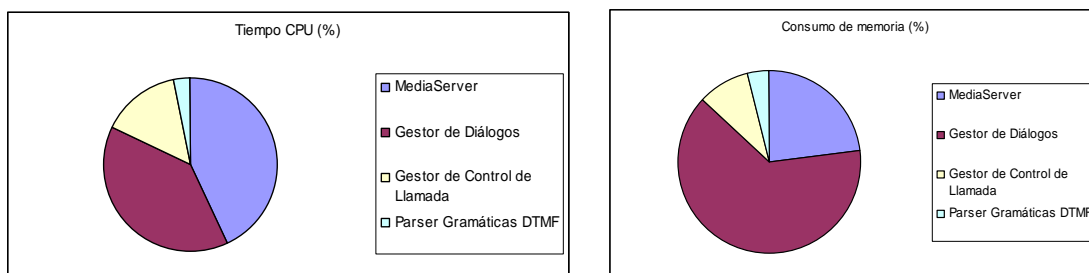 Tiempo CPU (%)
MediaServer
Gestor de Diálogos
Gestor de Control de
Llamada
Parser Gramáticas DTMF
Consumo de memoria (%)
MediaServer
Gestor de Diálogos
Gestor de Control de
Llamada
Parser Gramáticas DTMF